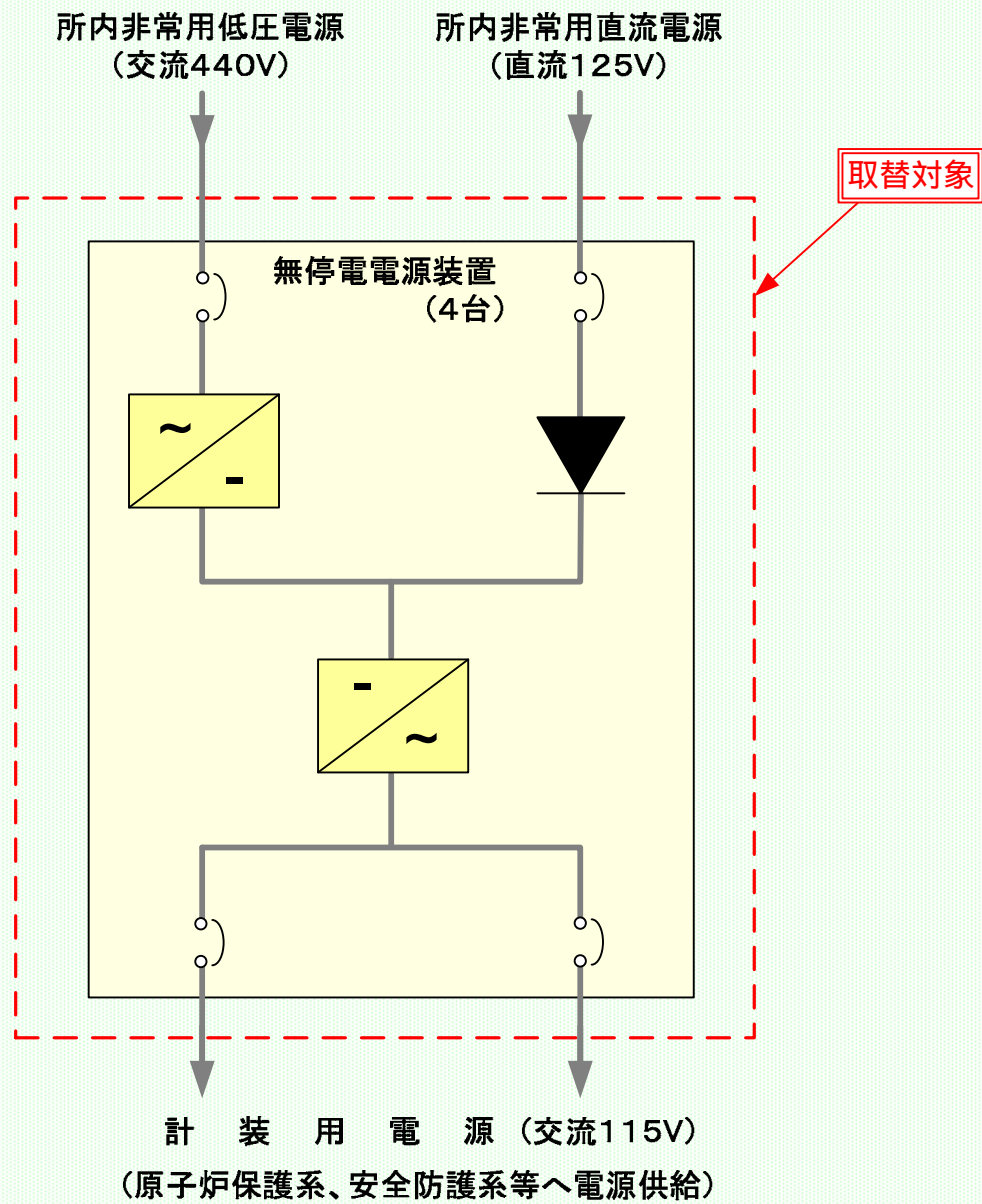 所内非常用低圧電源
（交流440V）
所内非常用直流電源
（直流125V）
取替対象
無停電電源装置
（4台）
~
-
-
~
計装用電源（交流115V）
（原子炉保護系、安全防護系等へ電源供給）